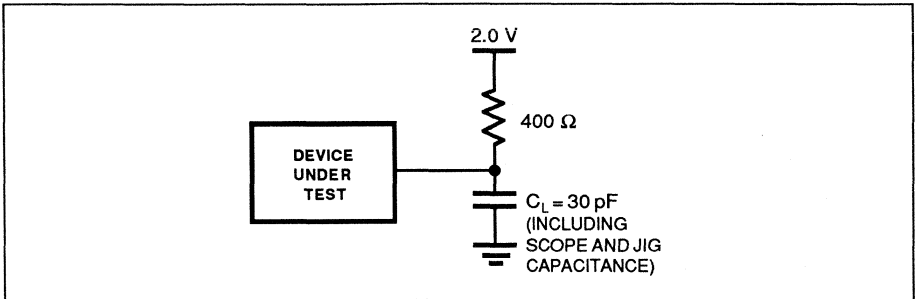 2.0 V
400 Ω
DEVICE
UNDER
TEST
C_L = 30 pF
(INCLUDING
SCOPE AND JIG
CAPACITANCE)